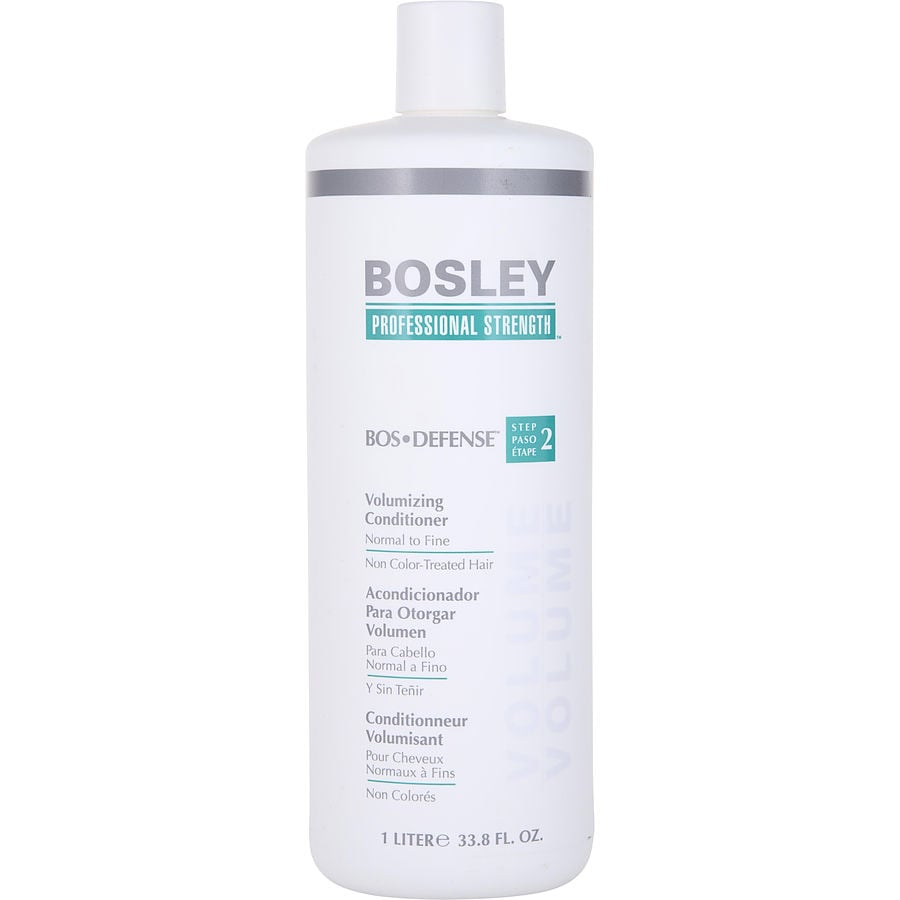 BOSLEY
PROFESSIONAL STRENGTH™
BOS•DEFENSE™
STEP
PASO 2
ÉTAPE
Volumizing
Conditioner
Normal to Fine
Non Color-Treated Hair
Acondicionador
Para Otorgar
Volumen
Para Cabello
Normal a Fino
Y Sin Teñir
Conditionneur
Volumisant
Pour Cheveux
Normaux à Fins
Non Colorés
VOLUME
VOLUME
1 LITER℮ 33.8 FL. OZ.